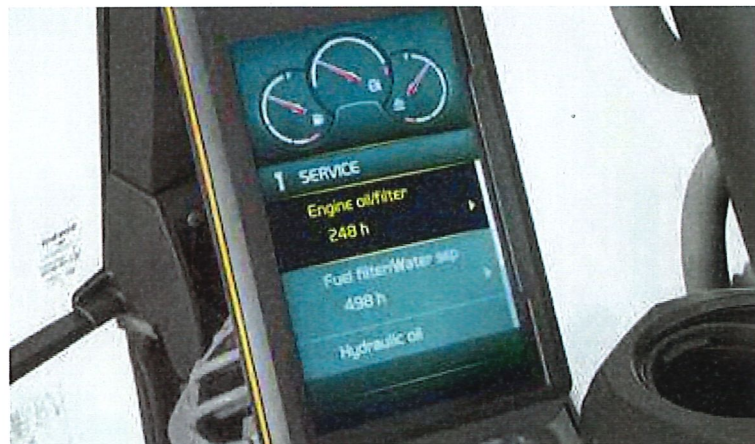 1 SERVICE
Engine oil/filter
248 h
Fuel filter/Water sep
498 h
Hydraulic oil